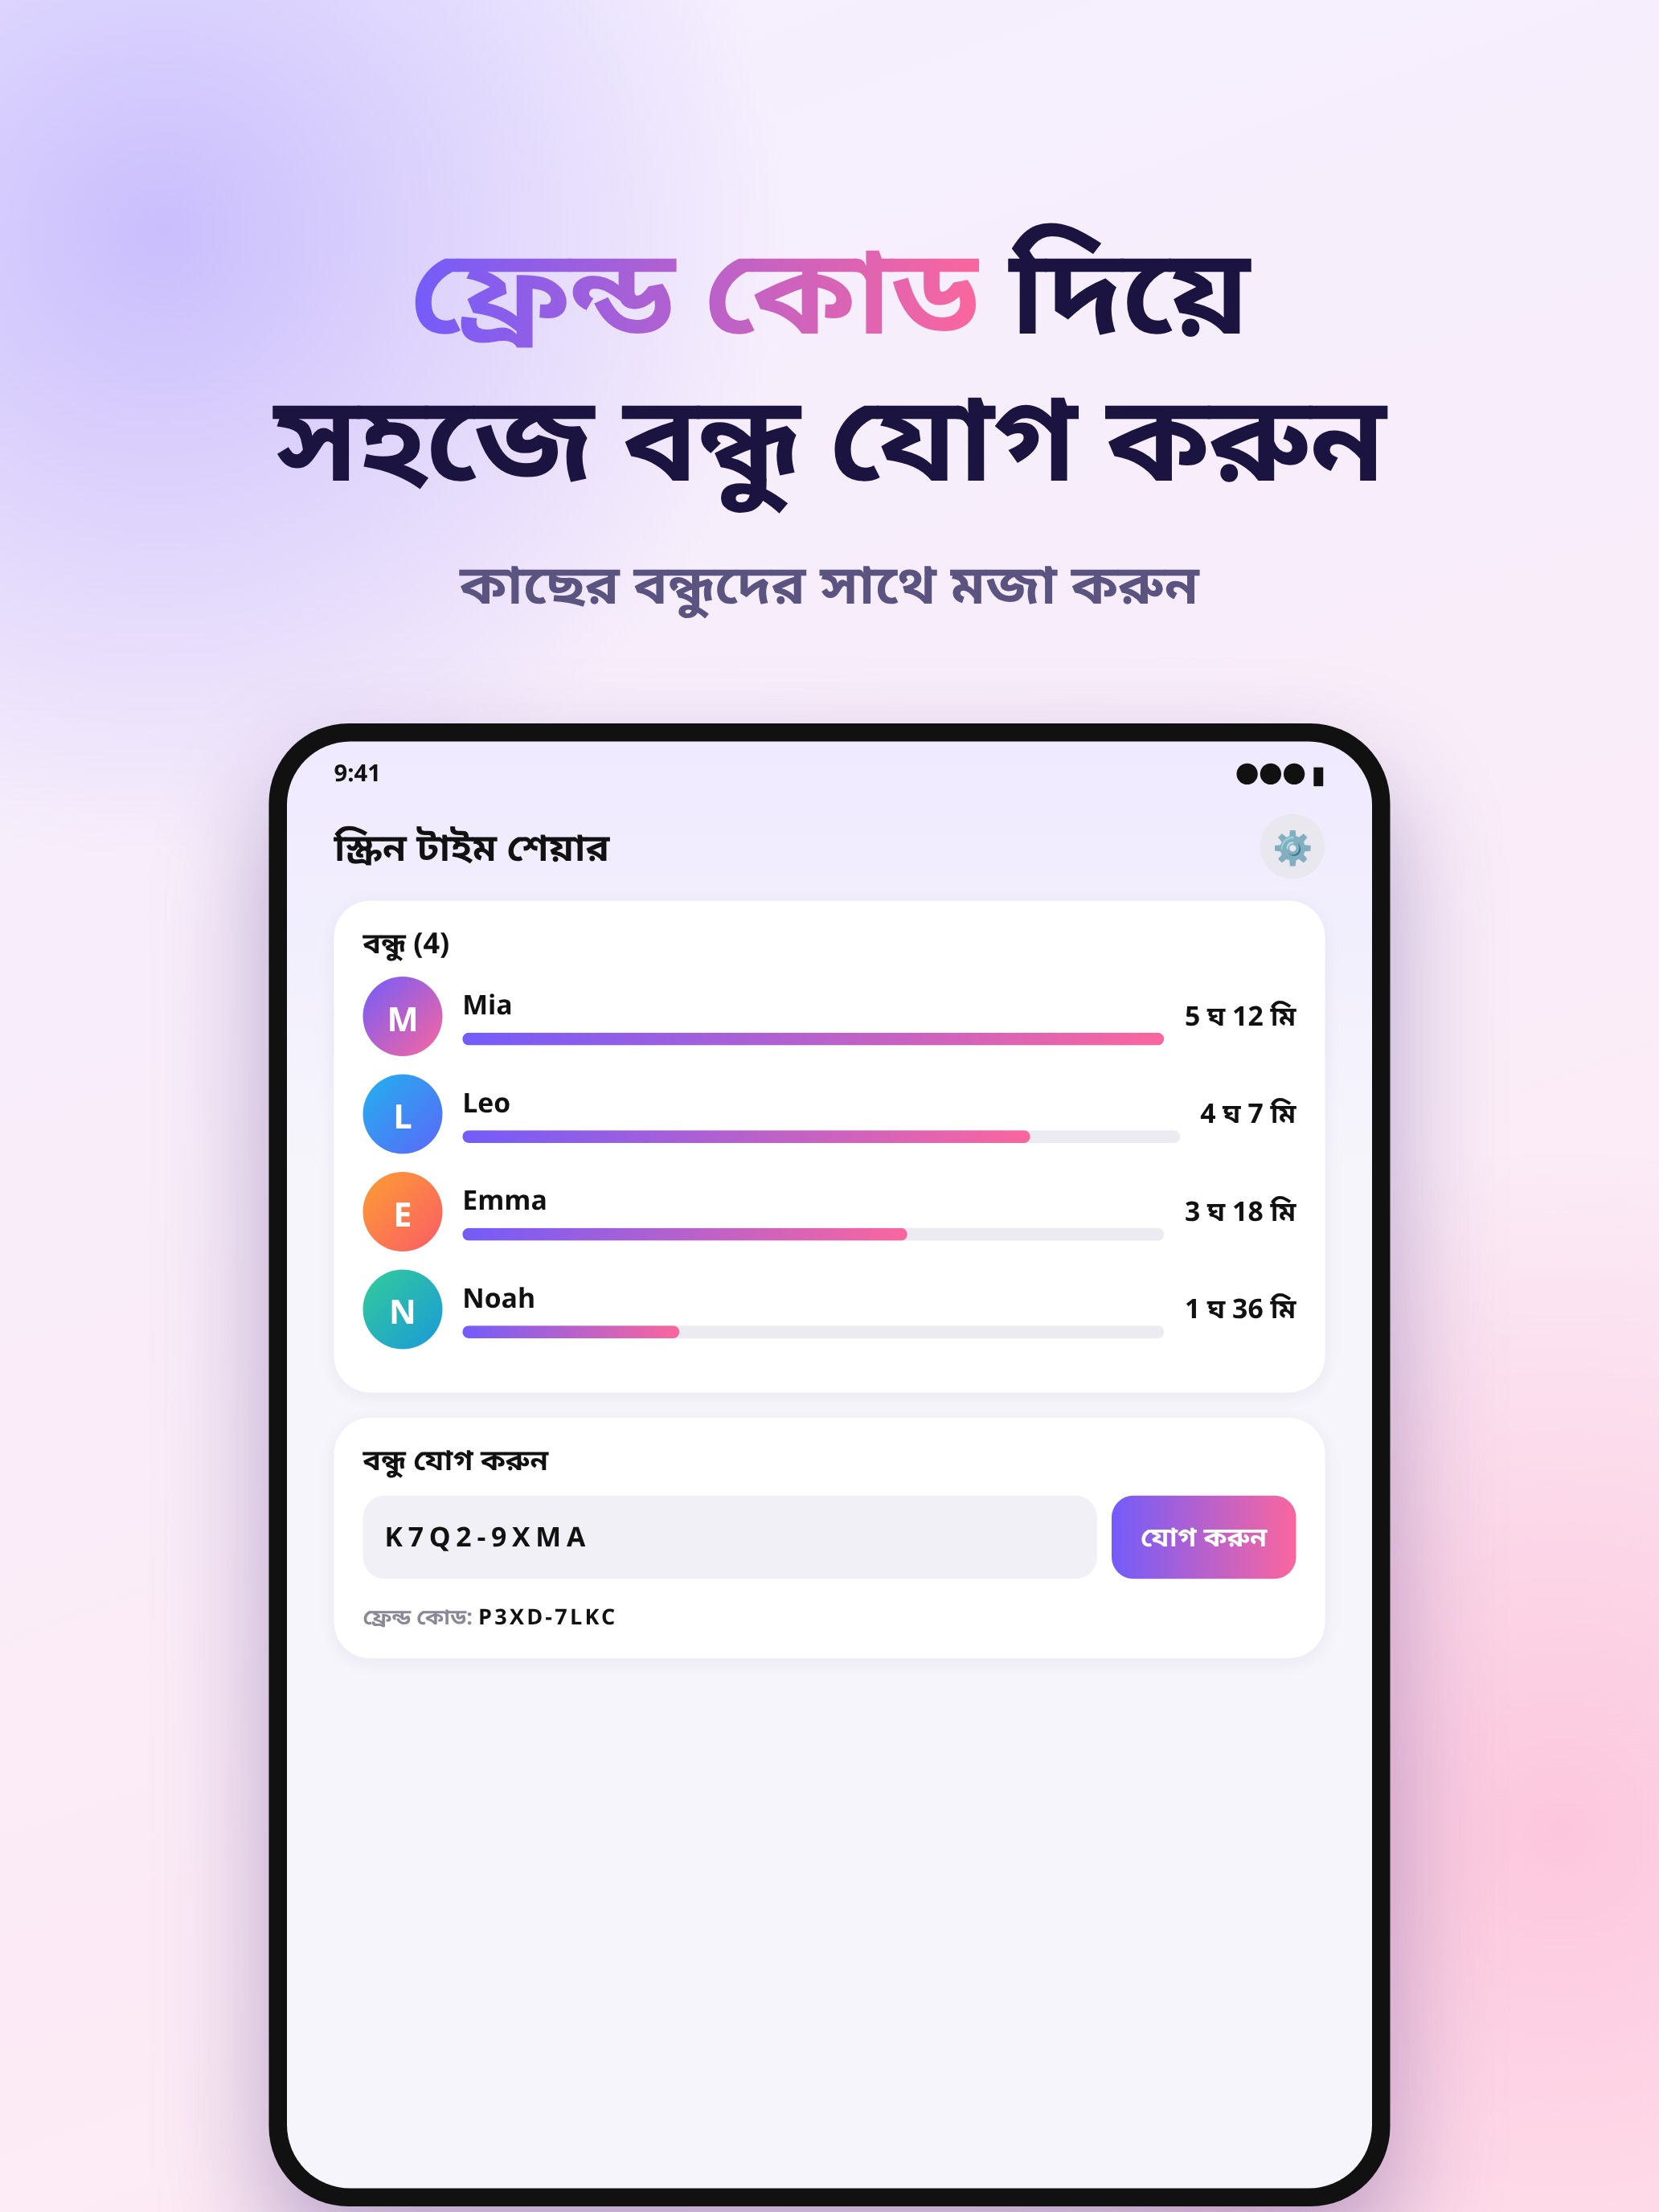 ফ্রেন্ড কোড দিয়ে
সহজে বন্ধু যোগ করুন
কাছের বন্ধুদের সাথে মজা করুন
9:41
স্ক্রিন টাইম শেয়ার
বন্ধু (4)
M
Mia
5 ঘ 12 মি
L
Leo
4 ঘ 7 মি
E
Emma
3 ঘ 18 মি
N
Noah
1 ঘ 36 মি
বন্ধু যোগ করুন
K7Q2-9XMA
যোগ করুন
ফ্রেন্ড কোড: P3XD-7LKC